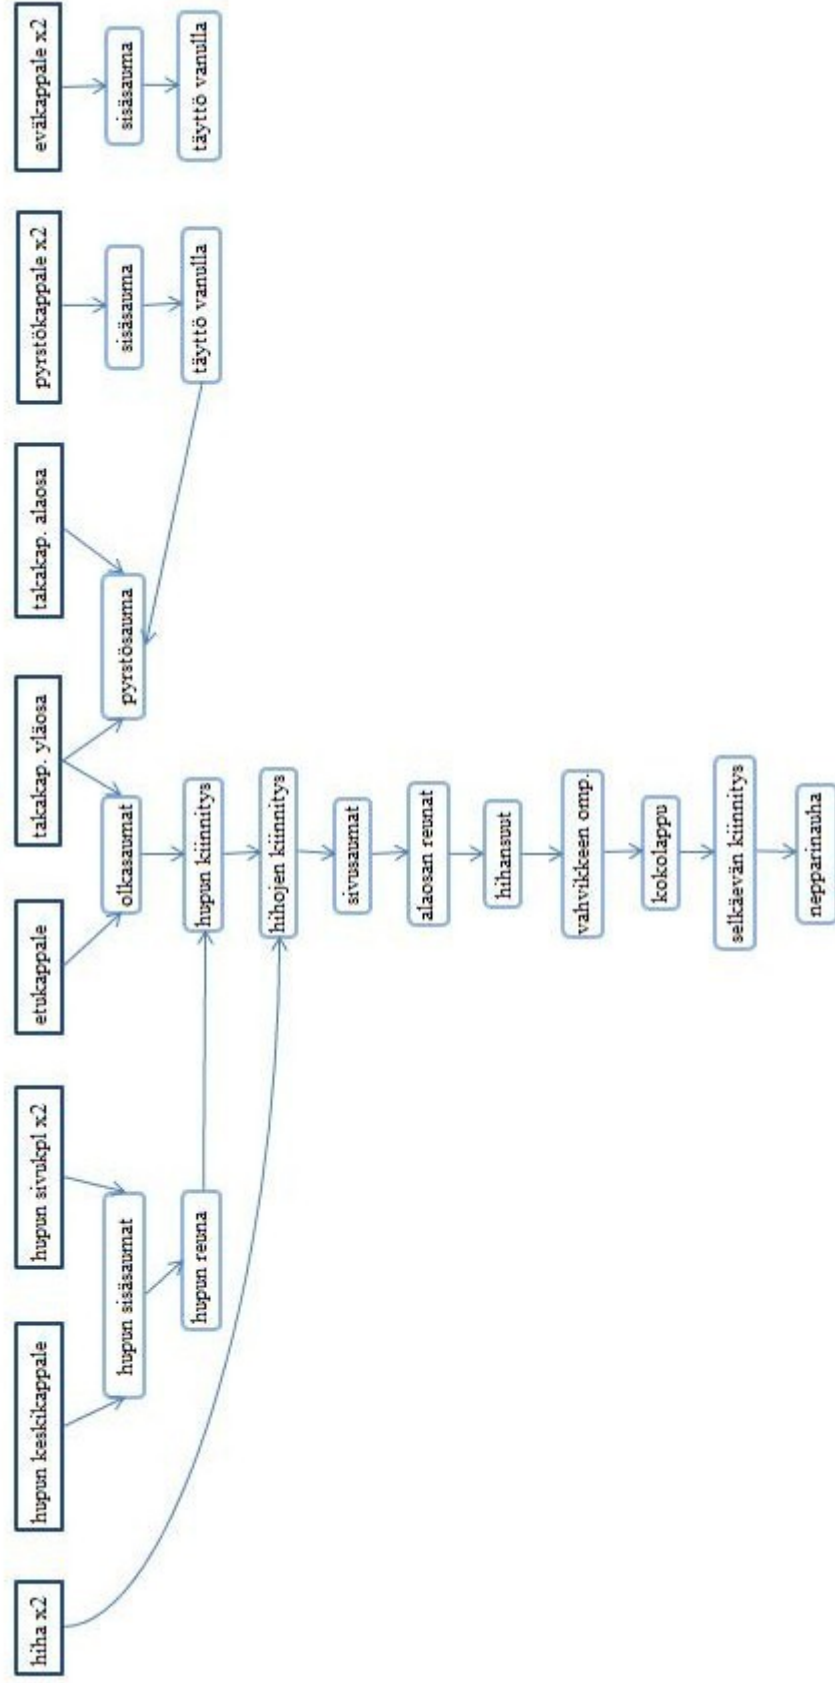 hiha x2
hupun keskikappale
hupun sivukpl x2
etukappale
takakap. yläosa
takakap. alaosa
pyrstökappale x2
eväkappale x2
hupun sisäsaumat
olkasaumat
pyrstösauma
sisäsauma
sisäsauma
hupun reuna
hupun kiinnitys
täyttö vanulla
täyttö vanulla
hihojen kiinnitys
sivusaumat
alaosan reunat
hihansuut
vahvikkeen omp.
kokolappu
selkäevän kiinnitys
nepparinauha